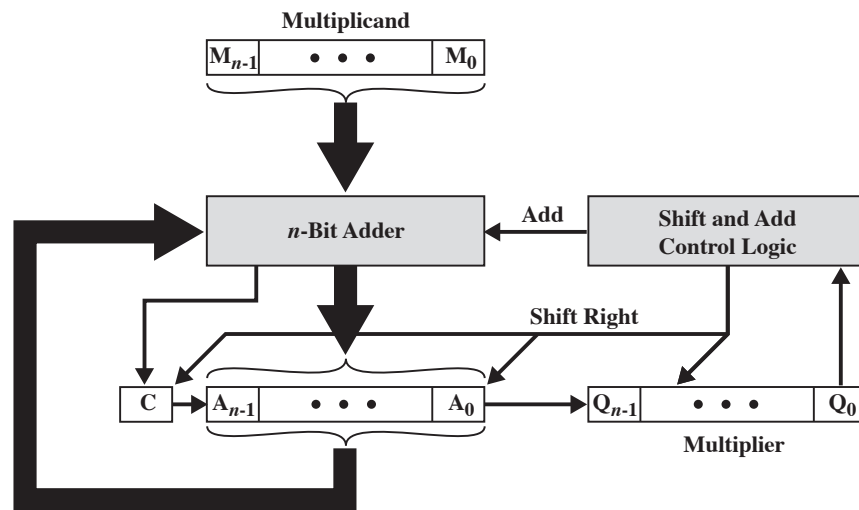 Multiplicand
Mn-1 • • • M0
n-Bit Adder
Add
Shift and Add
Control Logic
Shift Right
C
An-1 • • • A0
Qn-1 • • • Q0
Multiplier